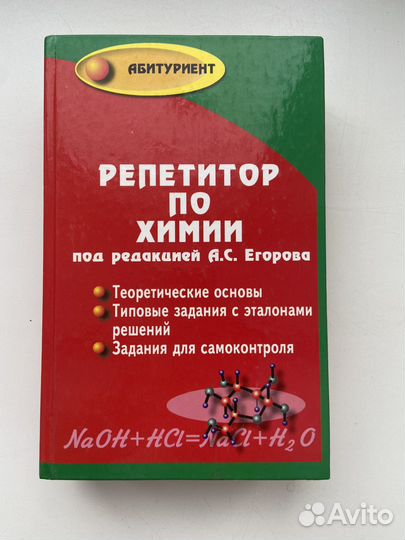 АБИТУРИЕНТ
РЕПЕТИТОР
ПО
ХИМИИ
под редакцией А.С. Егорова
Теоретические основы
Типовые задания с эталонами
решений
Задания для самоконтроля
NaOH+HCl=NaCl+H₂O
Avito